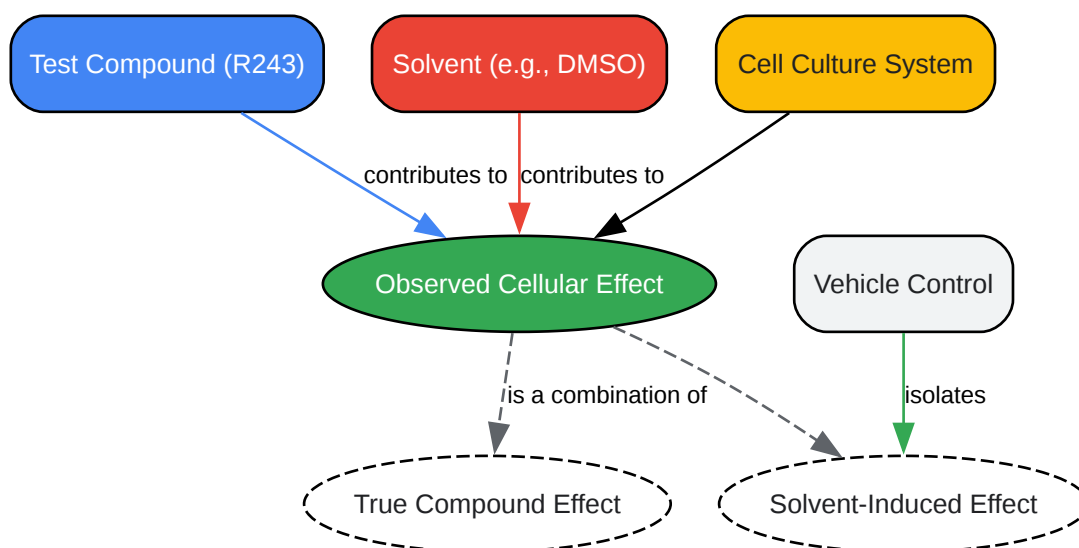 Test Compound (R243)
Solvent (e.g., DMSO)
Cell Culture System
contributes to
contributes to
Observed Cellular Effect
Vehicle Control
is a combination of
isolates
True Compound Effect
Solvent-Induced Effect